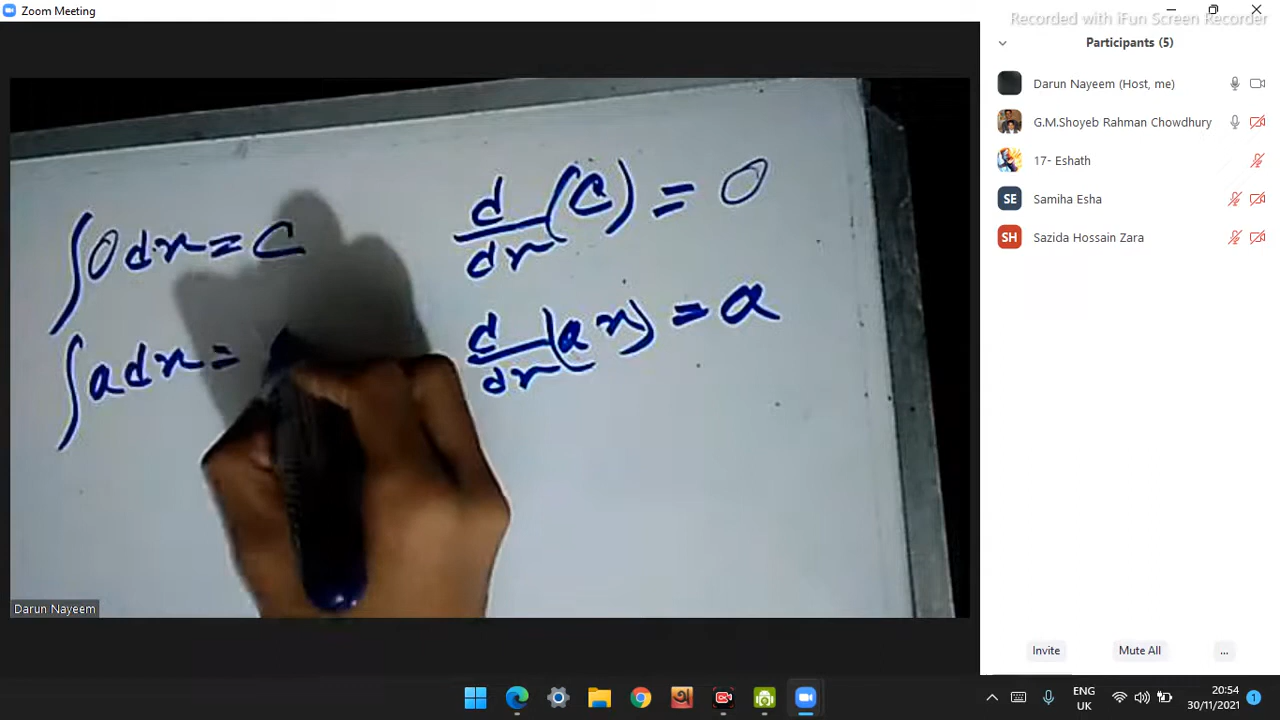 Zoom Meeting
Recorded with iFun Screen Recorder
Participants (5)
Darun Nayeem (Host, me)
G.M.Shoyeb Rahman Chowdhury
17- Eshath
SE Samiha Esha
SH Sazida Hossain Zara
∫0dx = C
d/dx (C) = 0
∫adx =
d/dx (ax) = a
Darun Nayeem
Invite Mute All ...
অ
ENG
UK
20:54
30/11/2021
1